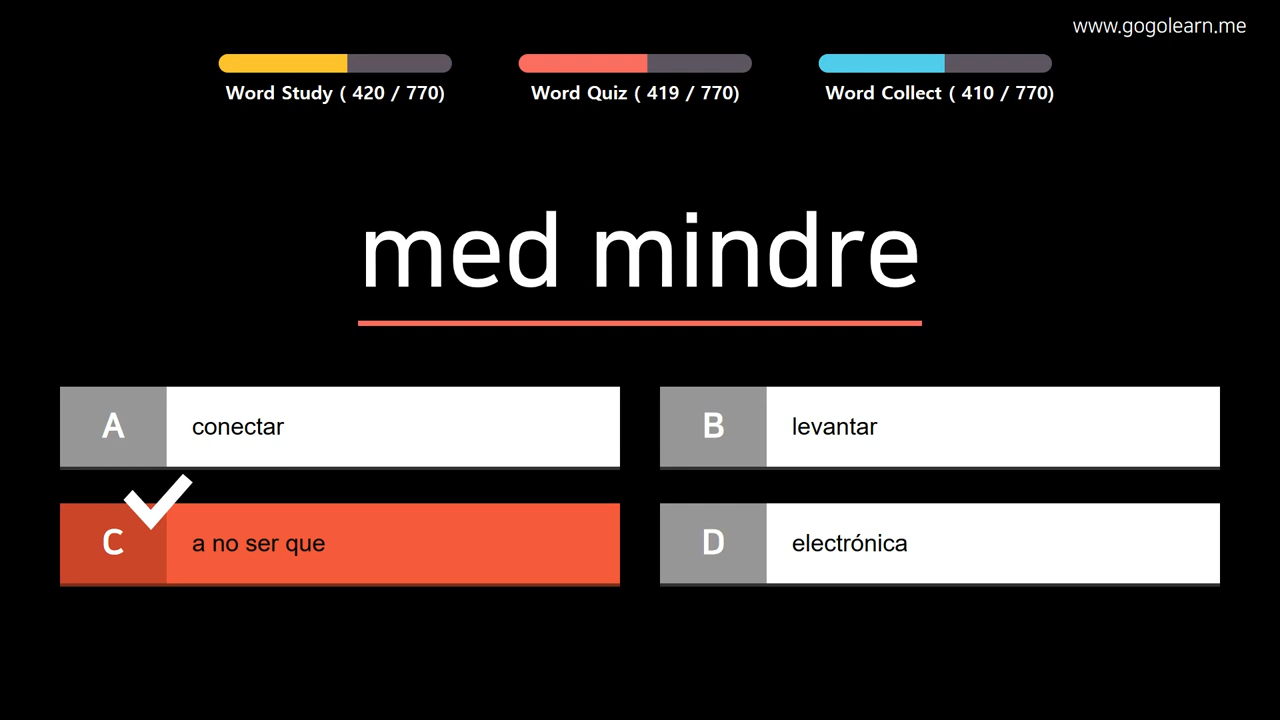 www.gogolearn.me
Word Study ( 420 / 770)
Word Quiz ( 419 / 770)
Word Collect ( 410 / 770)
med mindre
A conectar
B levantar
C a no ser que
D electrónica